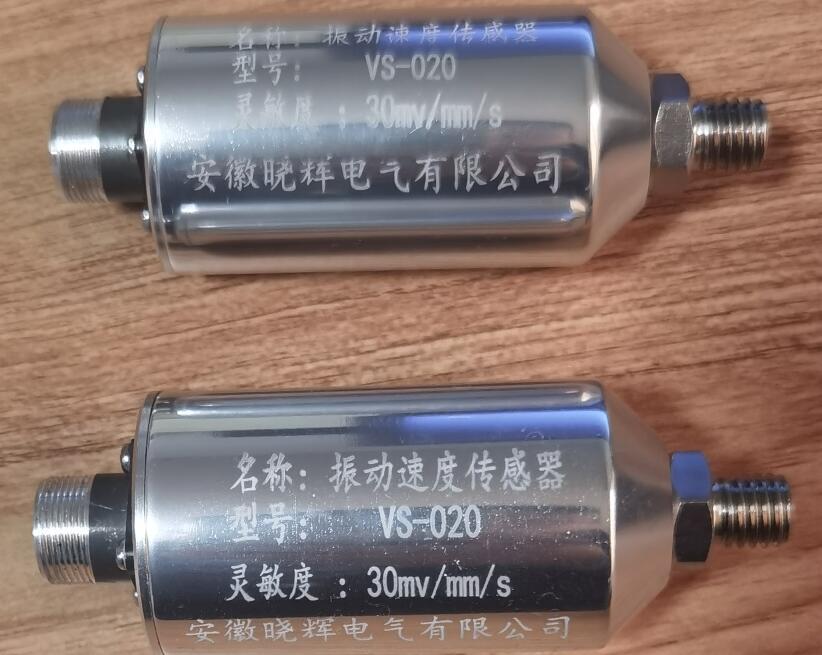 名称：振动速度传感器
型号： VS-020
灵敏度 ：30mv/mm/s
安徽晓辉电气有限公司
名称：振动速度传感器
型号： VS-020
灵敏度 ：30mv/mm/s
安徽晓辉电气有限公司